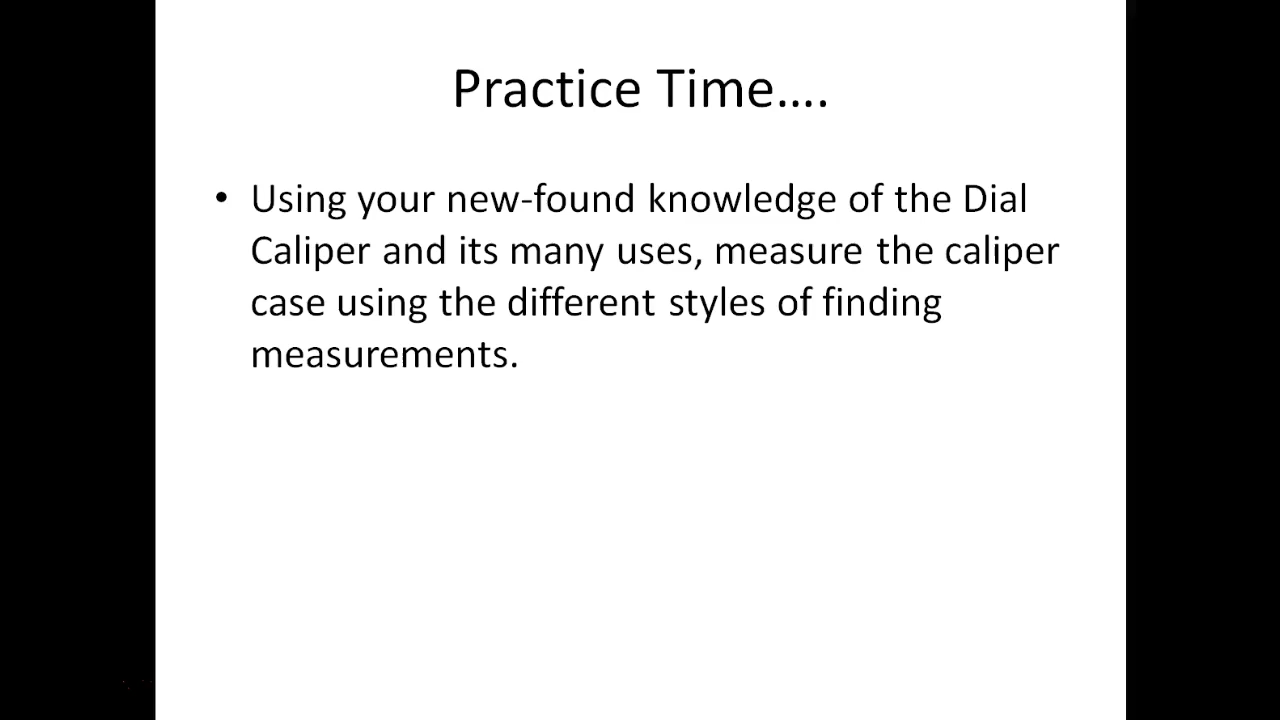 Practice Time….
• Using your new-found knowledge of the Dial
Caliper and its many uses, measure the caliper
case using the different styles of finding
measurements.